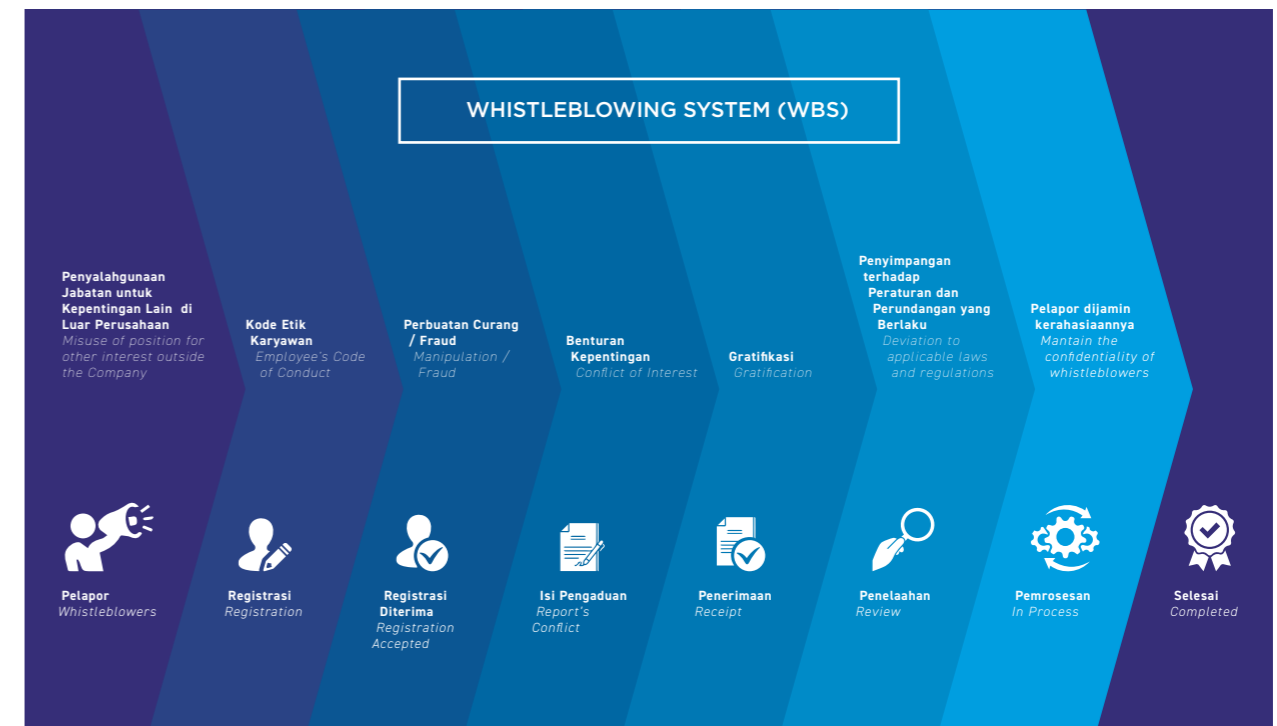 WHISTLEBLOWING SYSTEM (WBS)
Penyalahgunaan
Jabatan untuk
Kepentingan Lain di
Luar Perusahaan
Misuse of position for
other interest outside
the Company
Kode Etik
Karyawan
Employee's Code
of Conduct
Perbuatan Curang
/ Fraud
Manipulation /
Fraud
Benturan
Kepentingan
Conflict of Interest
Gratifikasi
Gratification
Penyimpangan
terhadap
Peraturan dan
Perundangan yang
Berlaku
Deviation to
applicable laws
and regulations
Pelapor dijamin
kerahasiaannya
Mantain the
confidentiality of
whistleblowers
Pelapor
Whistleblowers
Registrasi
Registration
Registrasi
Diterima
Registration
Accepted
Isi Pengaduan
Report's
Conflict
Penerimaan
Receipt
Penelaahan
Review
Pemrosesan
In Process
Selesai
Completed